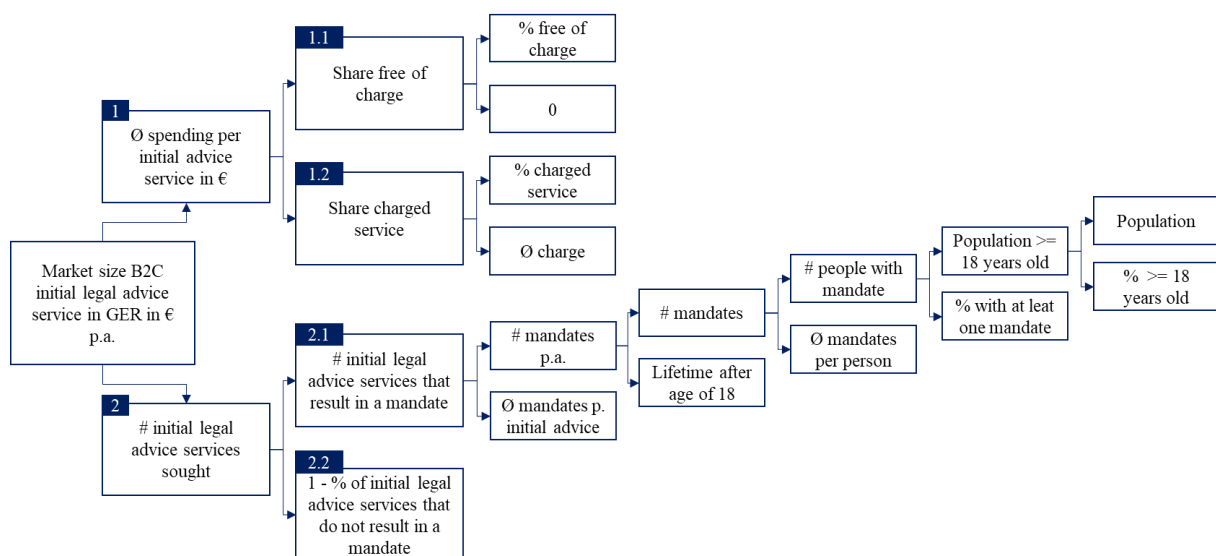 1.1
Share free of
charge
% free of
charge
0
1
Ø spending per
initial advice
service in €
1.2
Share charged
service
% charged
service
Ø charge
Market size B2C
initial legal advice
service in GER in €
p.a.
2
# initial legal
advice services
sought
2.1
# initial legal
advice services that
result in a mandate
# mandates
p.a.
Ø mandates p.
initial advice
# mandates
Lifetime after
age of 18
# people with
mandate
Ø mandates
per person
Population >=
18 years old
% with at leat
one mandate
Population
% >= 18
years old
2.2
1 - % of initial legal
advice services that
do not result in a
mandate